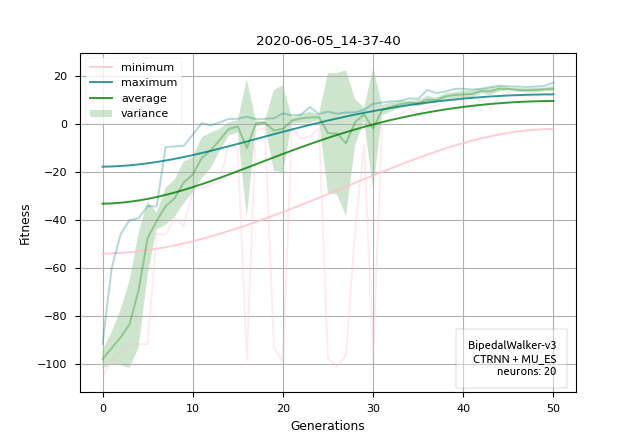 2020-06-05_14-37-40
minimum
maximum
average
variance
20
0
−20
−40
−60
−80
−100
Fitness
0
10
20
30
40
50
Generations
BipedalWalker-v3
CTRNN + MU_ES
neurons: 20